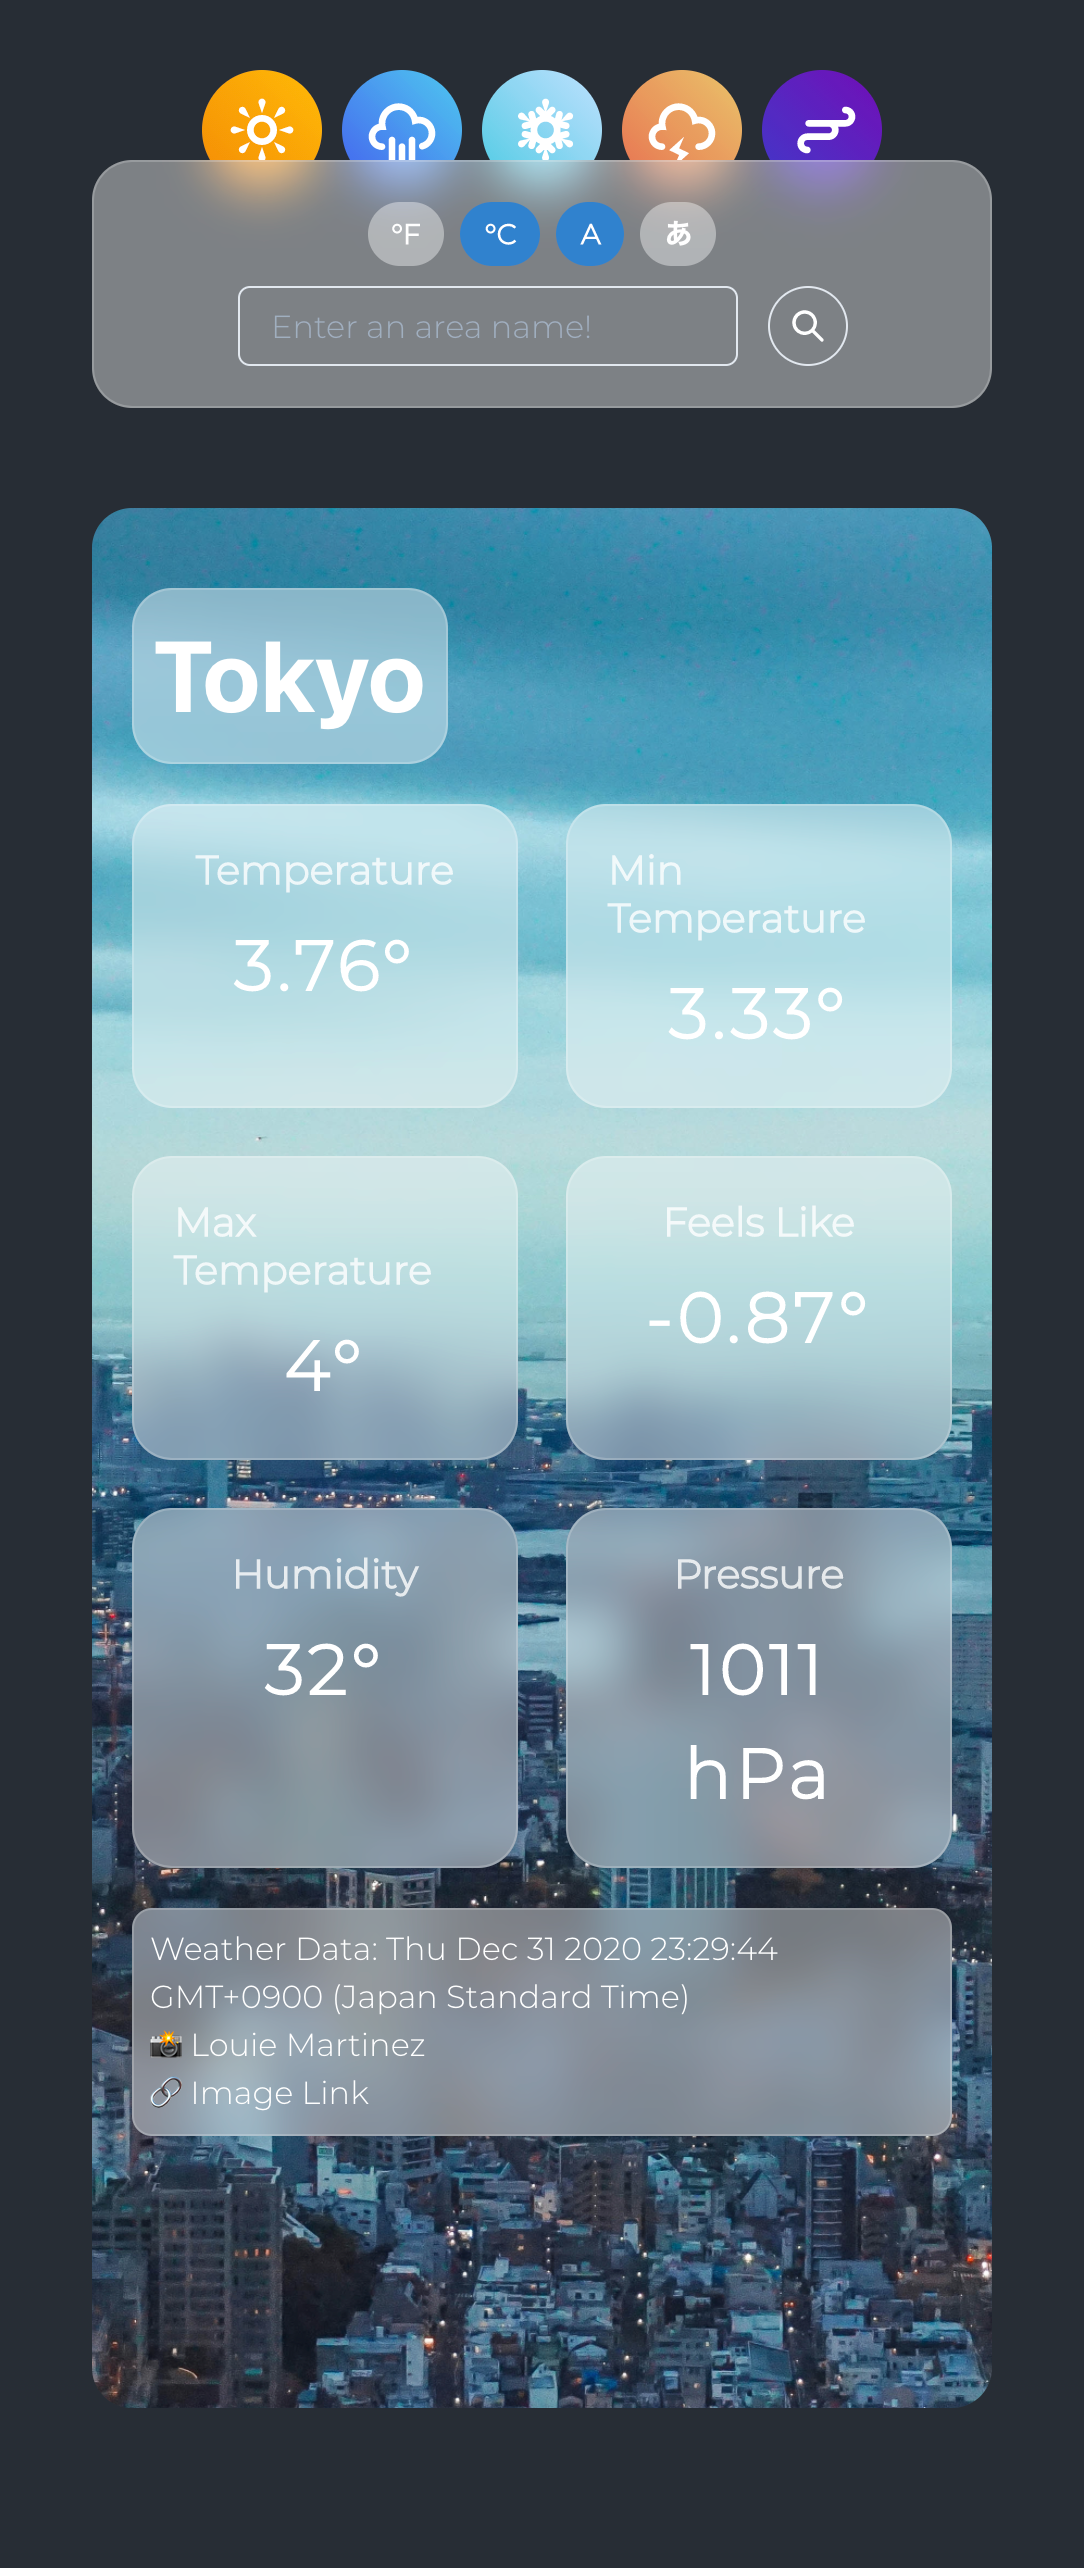 °F °C A あ
Enter an area name!
Tokyo
Temperature
3.76°
Min
Temperature
3.33°
Max
Temperature
4°
Feels Like
-0.87°
Humidity
32°
Pressure
1011
hPa
Weather Data: Thu Dec 31 2020 23:29:44
GMT+0900 (Japan Standard Time)
📸 Louie Martinez
🔗 Image Link